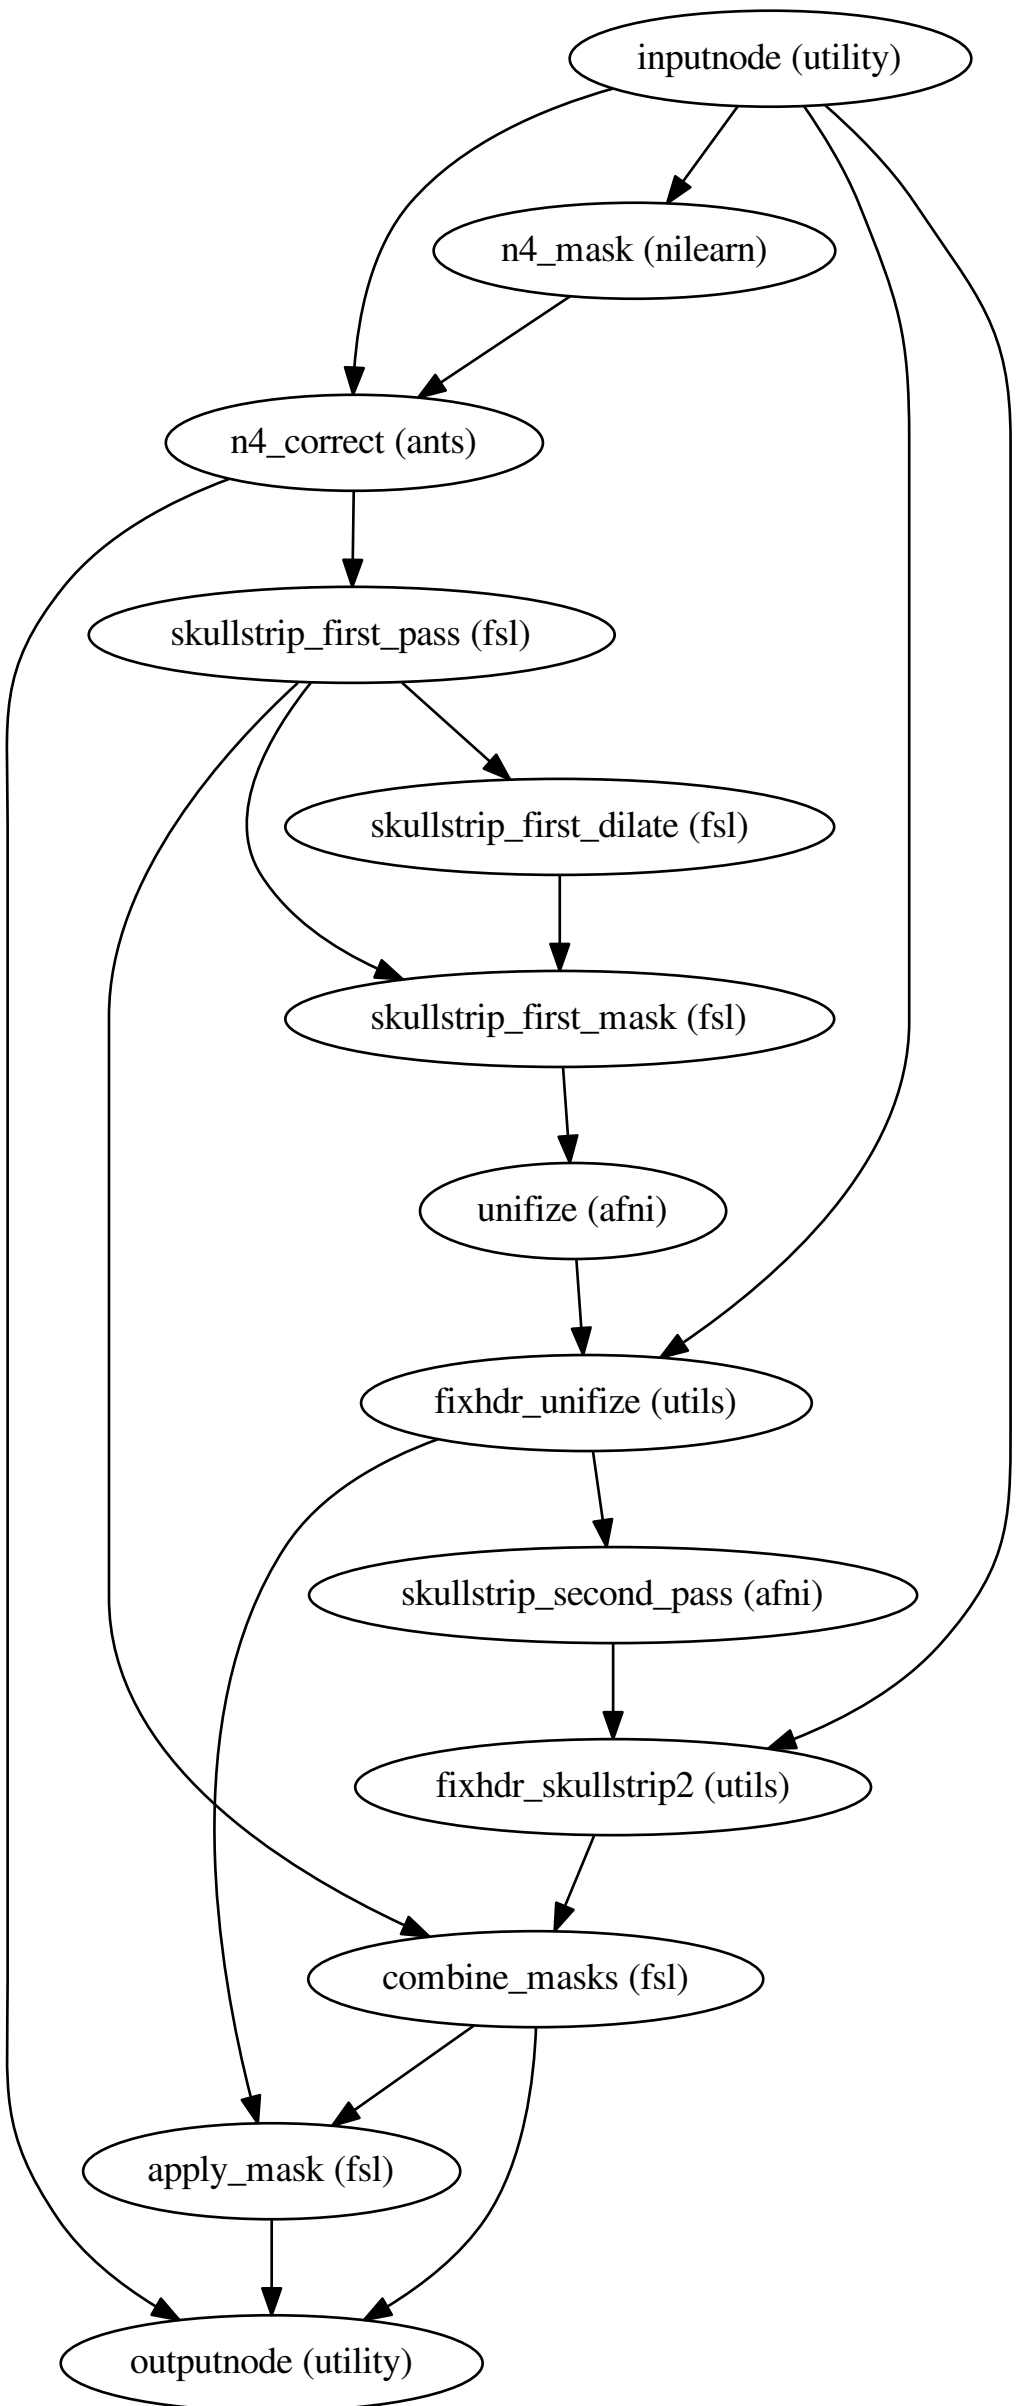 inputnode (utility)
n4_mask (nilearn)
n4_correct (ants)
skullstrip_first_pass (fsl)
skullstrip_first_dilate (fsl)
skullstrip_first_mask (fsl)
unifize (afni)
fixhdr_unifize (utils)
skullstrip_second_pass (afni)
fixhdr_skullstrip2 (utils)
combine_masks (fsl)
apply_mask (fsl)
outputnode (utility)